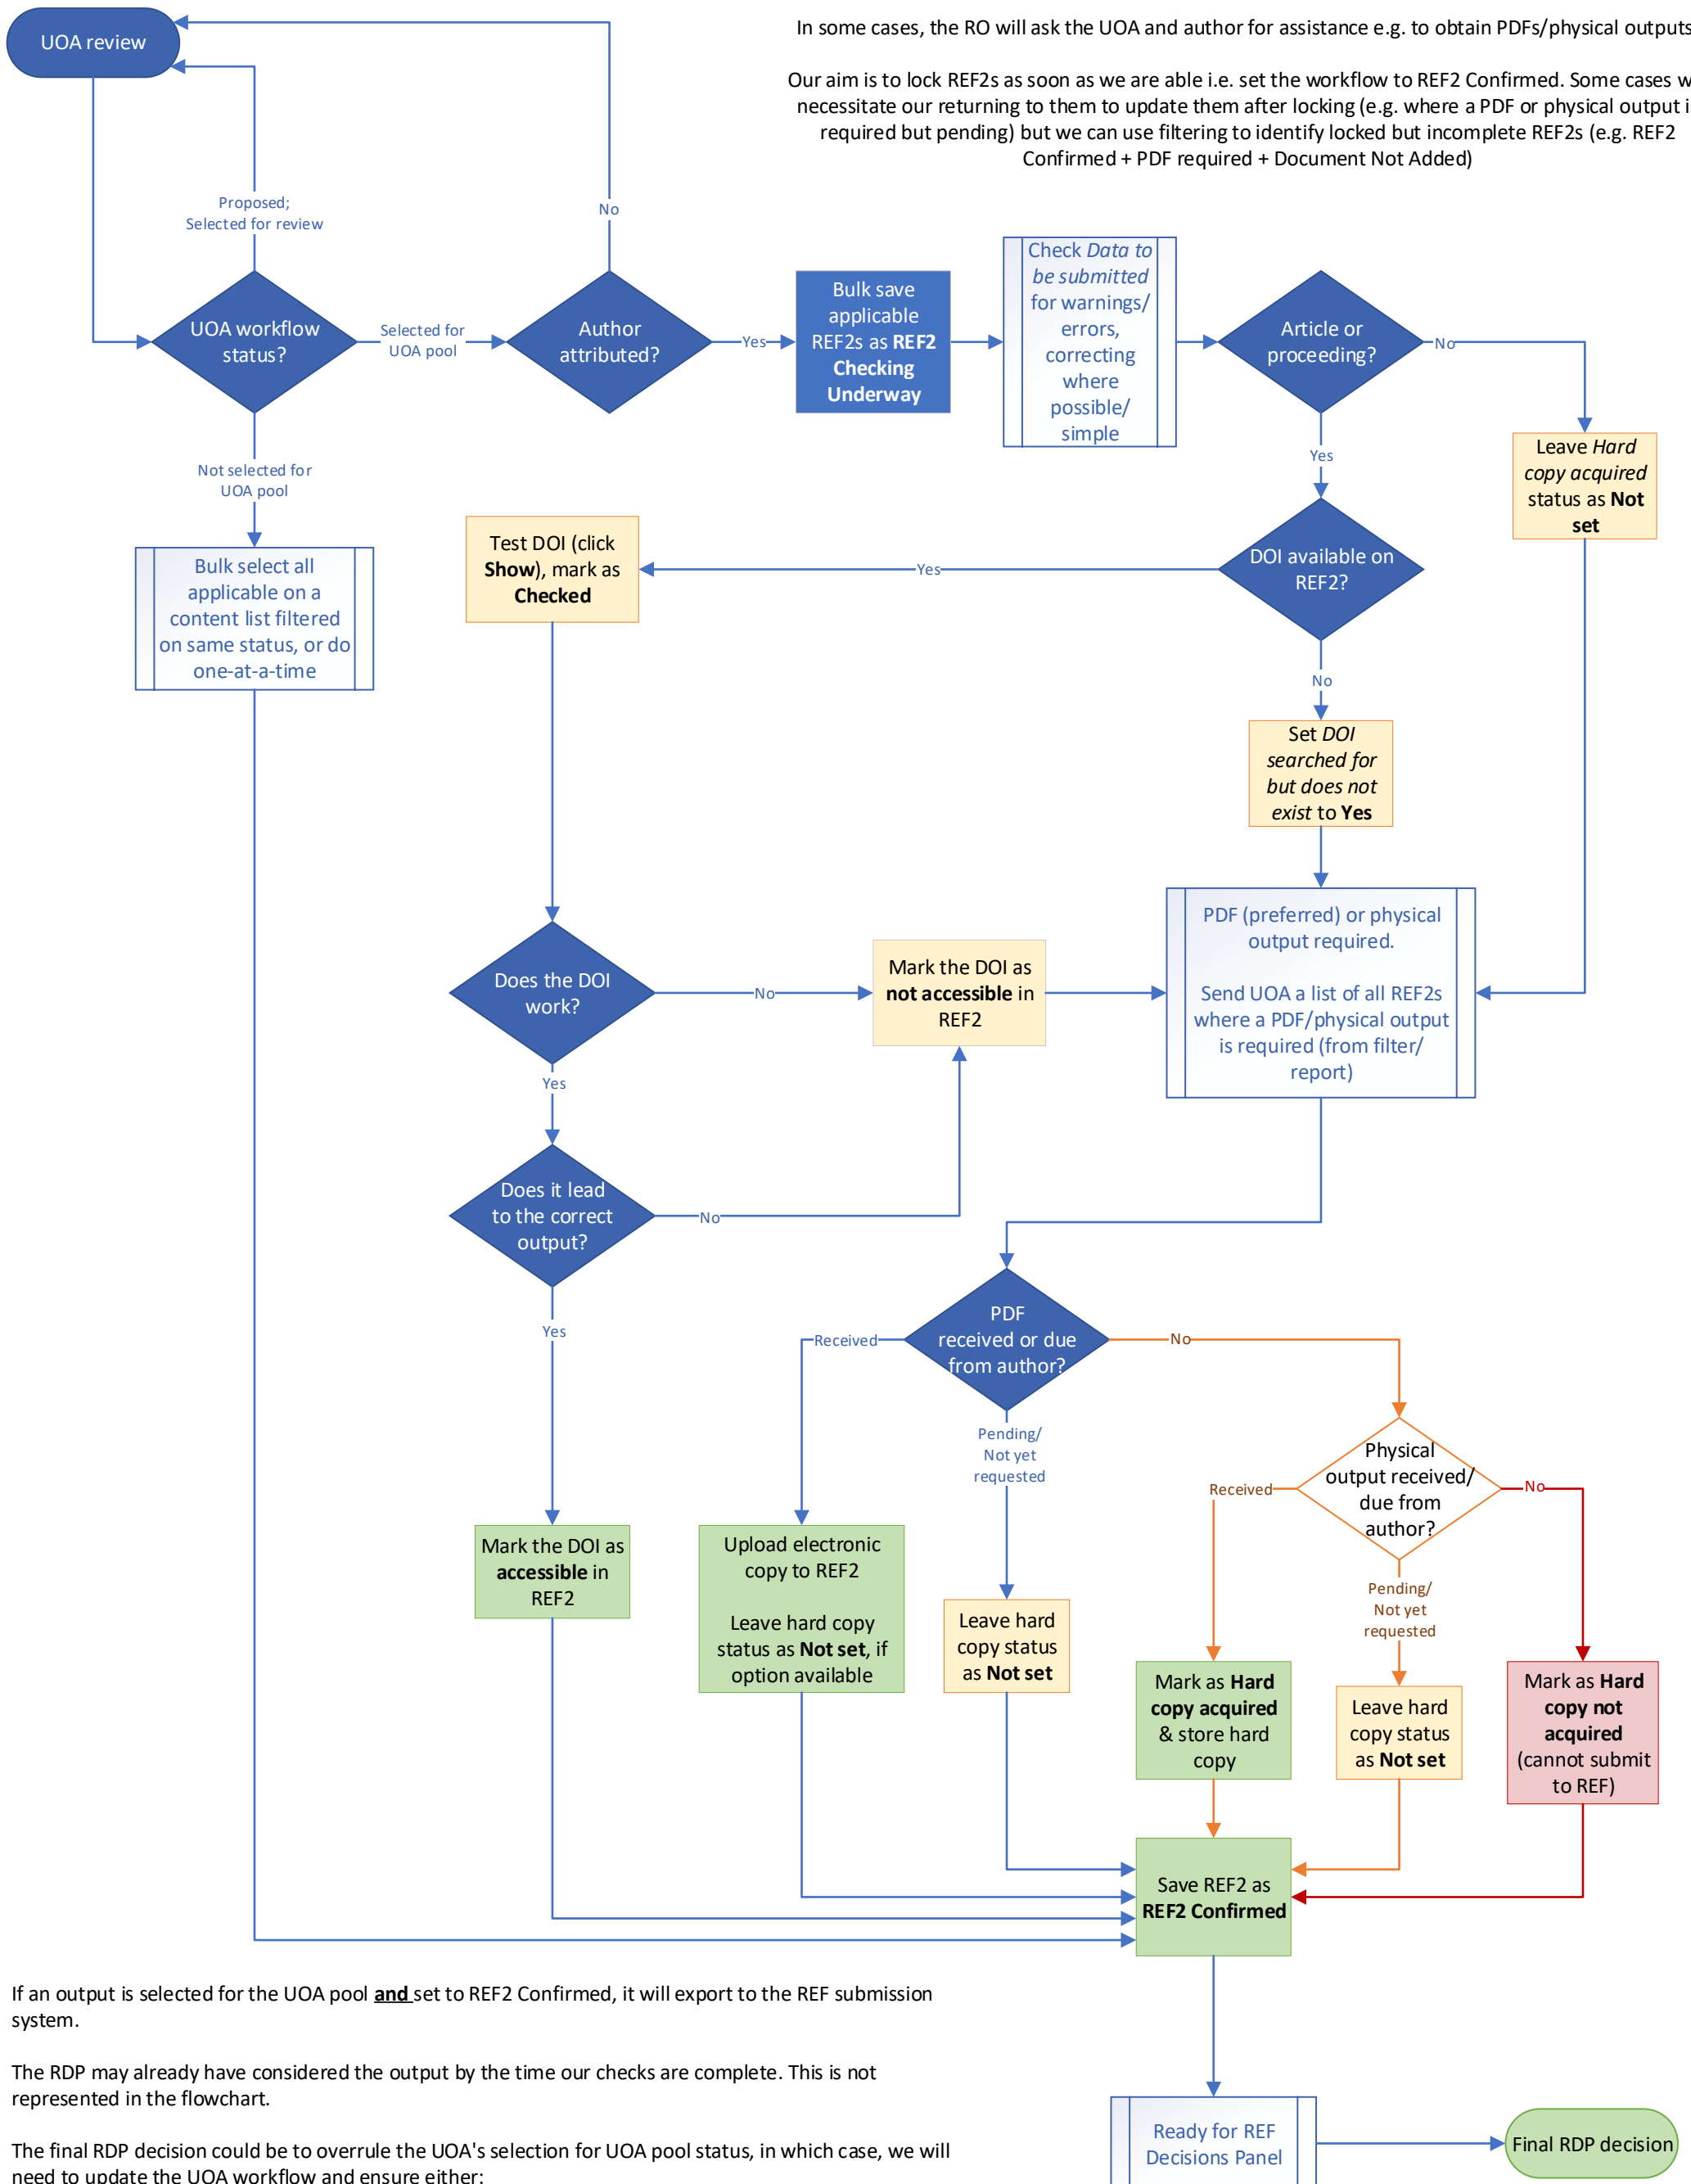 UOA review
In some cases, the RO will ask the UOA and author for assistance e.g. to obtain PDFs/physical outputs
Our aim is to lock REF2s as soon as we are able i.e. set the workflow to REF2 Confirmed. Some cases
necessitate our returning to them to update them after locking (e.g. where a PDF or physical output
required but pending) but we can use filtering to identify locked but incomplete REF2s (e.g. REF2
Confirmed + PDF required + Document Not Added)
Proposed;
Selected for review
No
UOA workflow
status?
Selected for
UOA pool
Author
attributed?
Yes
Bulk save
applicable
REF2s as REF2
Checking
Underway
Check Data to
be submitted
for warnings/
errors,
correcting
where
possible/
simple
Article or
proceeding?
No
Leave Hard
copy acquired
status as Not
set
Yes
Not selected for
UOA pool
Bulk select all
applicable on a
content list filtered
on same status, or do
one-at-a-time
DOI available on
REF2?
Yes
Test DOI (click
Show), mark as
Checked
No
Set DOI
searched for
but does not
exist to Yes
PDF (preferred) or physical
output required.
Send UOA a list of all REF2s
where a PDF/physical output
is required (from filter/
report)
Does the DOI
work?
No
Mark the DOI as
not accessible in
REF2
Yes
Does it lead
to the correct
output?
No
Yes
PDF
received or due
from author?
Received
No
Pending/
Not yet
requested
Physical
output received/
due from
author?
Received
No
Pending/
Not yet
requested
Mark the DOI as
accessible in
REF2
Upload electronic
copy to REF2
Leave hard copy
status as Not set, if
option available
Leave hard
copy status
as Not set
Mark as Hard
copy acquired
& store hard
copy
Leave hard
copy status
as Not set
Mark as Hard
copy not
acquired
(cannot submit
to REF)
Save REF2 as
REF2 Confirmed
If an output is selected for the UOA pool and set to REF2 Confirmed, it will export to the REF submission
system.
The RDP may already have considered the output by the time our checks are complete. This is not
represented in the flowchart.
The final RDP decision could be to overrule the UOA's selection for UOA pool status, in which case, we will
need to update the UOA workflow and ensure either:
Ready for REF
Decisions Panel
Final RDP decision